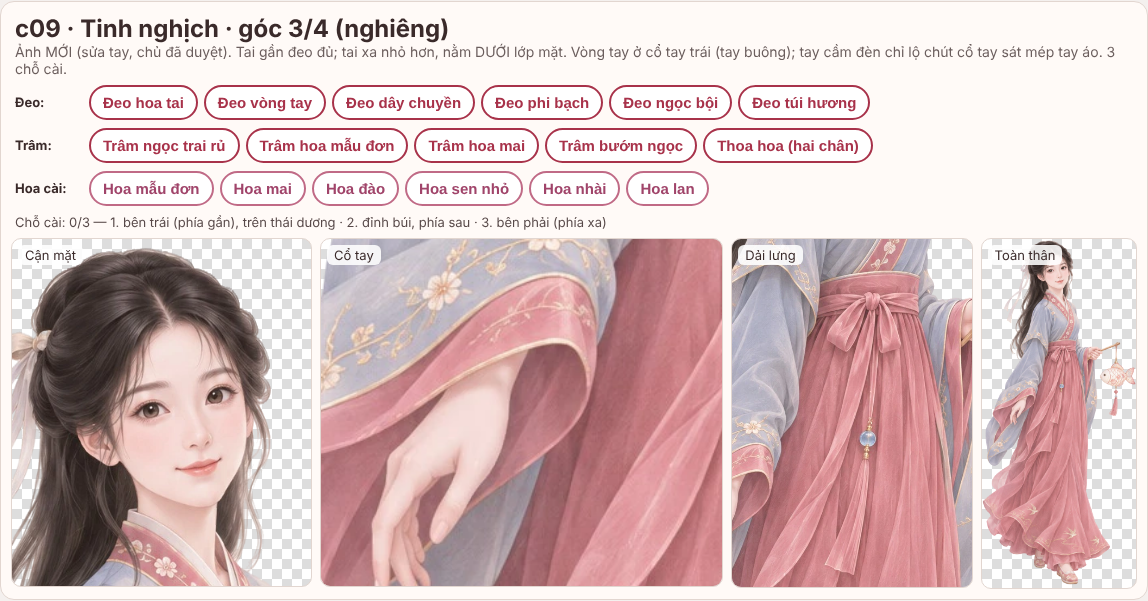 c09 · Tinh nghịch · góc 3/4 (nghiêng)
Ảnh MỚI (sửa tay, chủ đã duyệt). Tai gần đeo đủ; tai xa nhỏ hơn, nằm DƯỚI lớp mặt. Vòng tay ở cổ tay trái (tay buông); tay cầm đèn chỉ lộ chút cổ tay sát mép tay áo. 3
chỗ cài.
Đeo: Đeo hoa tai Đeo vòng tay Đeo dây chuyền Đeo phi bạch Đeo ngọc bội Đeo túi hương
Trâm: Trâm ngọc trai rủ Trâm hoa mẫu đơn Trâm hoa mai Trâm bướm ngọc Thoa hoa (hai chân)
Hoa cài: Hoa mẫu đơn Hoa mai Hoa đào Hoa sen nhỏ Hoa nhài Hoa lan
Chỗ cài: 0/3 — 1. bên trái (phía gần), trên thái dương · 2. đỉnh búi, phía sau · 3. bên phải (phía xa)
Cận mặt Cổ tay Dải lưng Toàn thân